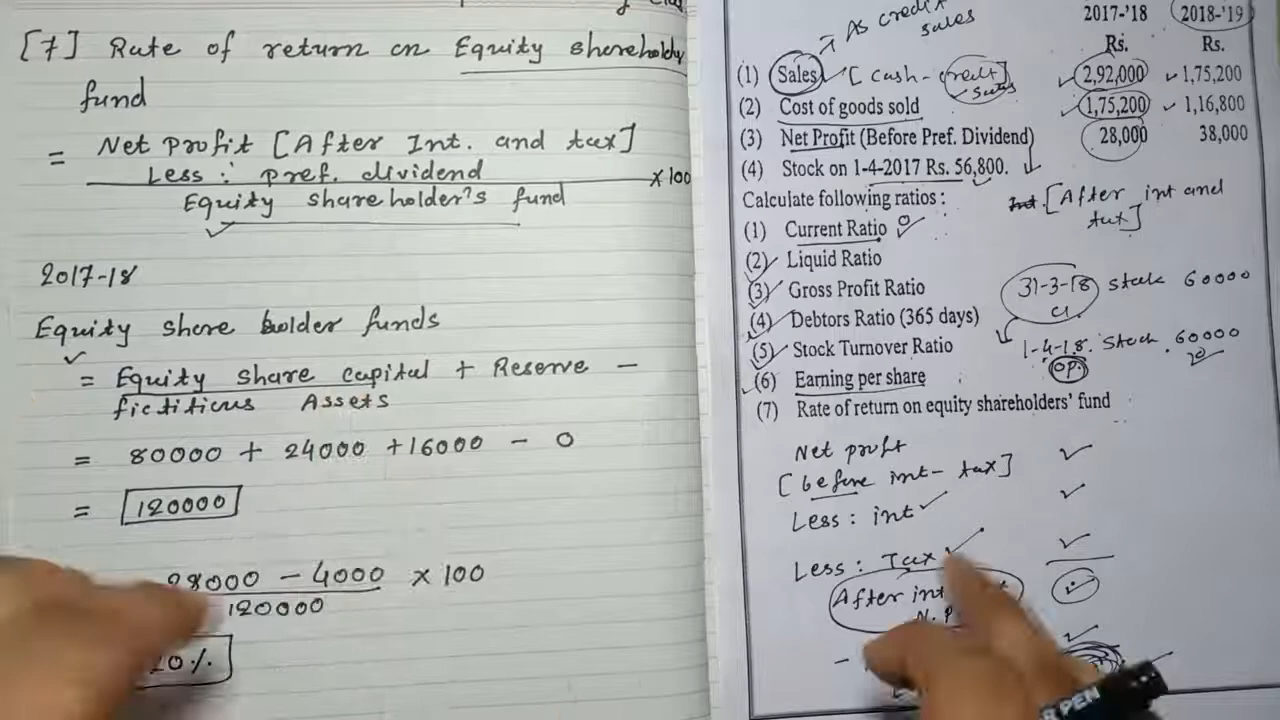 [7] Rate of return on Equity shareholder
fund
= Net Profit [After Int. and tax]
Less : pref. dividend
Equity shareholder's fund
× 100
2017-18
Equity share holder funds
= Equity share capital + Reserve -
fictitious Assets
= 80000 + 24000 + 16000 - 0
= 120000
28000 - 4000 × 100
120000
20%
As credit
sales
2017-'18 2018-'19
Rs. Rs.
(1) Sales [cash - credit] 2,92,000 1,75,200
sales
(2) Cost of goods sold 1,75,200 1,16,800
(3) Net Profit (Before Pref. Dividend) 28,000 38,000
(4) Stock on 1-4-2017 Rs. 56,800.
Calculate following ratios :
[After int and
tax]
(1) Current Ratio
(2) Liquid Ratio
(3) Gross Profit Ratio
31-3-18 stock 60000
cl.
(4) Debtors Ratio (365 days)
(5) Stock Turnover Ratio
1-4-18. stock 60000
OP.
(6) Earning per share
(7) Rate of return on equity shareholders' fund
Net profit
[before int - tax]
Less : int
Less : Tax
After int
N.P
PEN